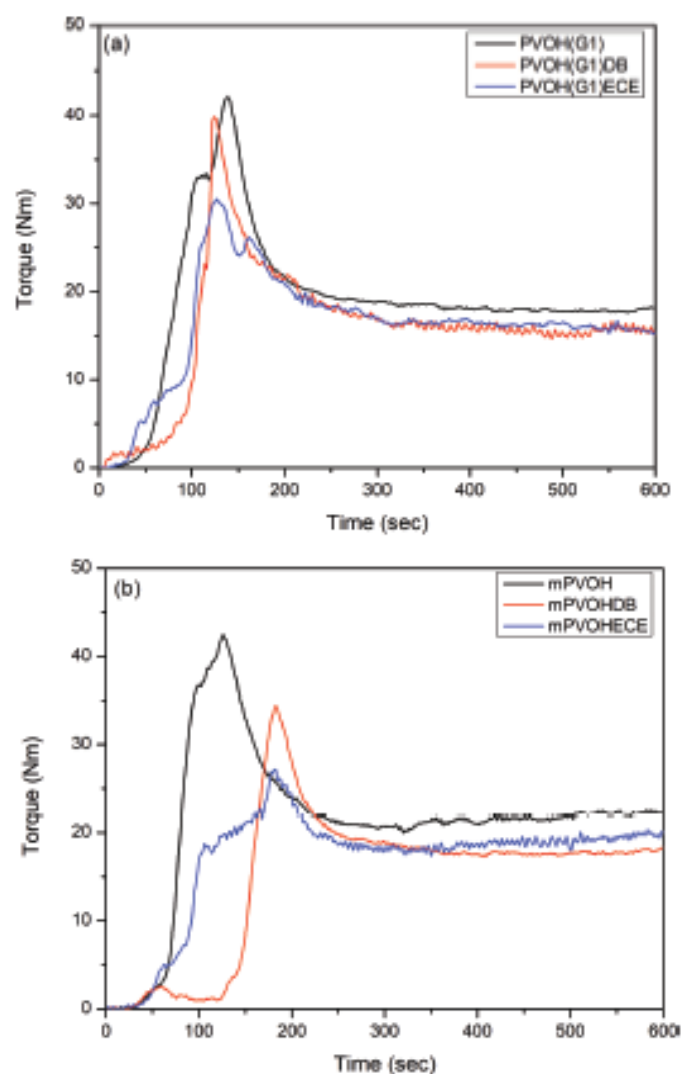 (a)
PVOH(G1)
PVOH(G1)DB
PVOH(G1)ECE
50
40
30
20
10
0
Torque (Nm)
0 100 200 300 400 500 600
Time (sec)
(b)
mPVOH
mPVOHDB
mPVOHECE
50
40
30
20
10
0
Torque (Nm)
0 100 200 300 400 500 600
Time (sec)